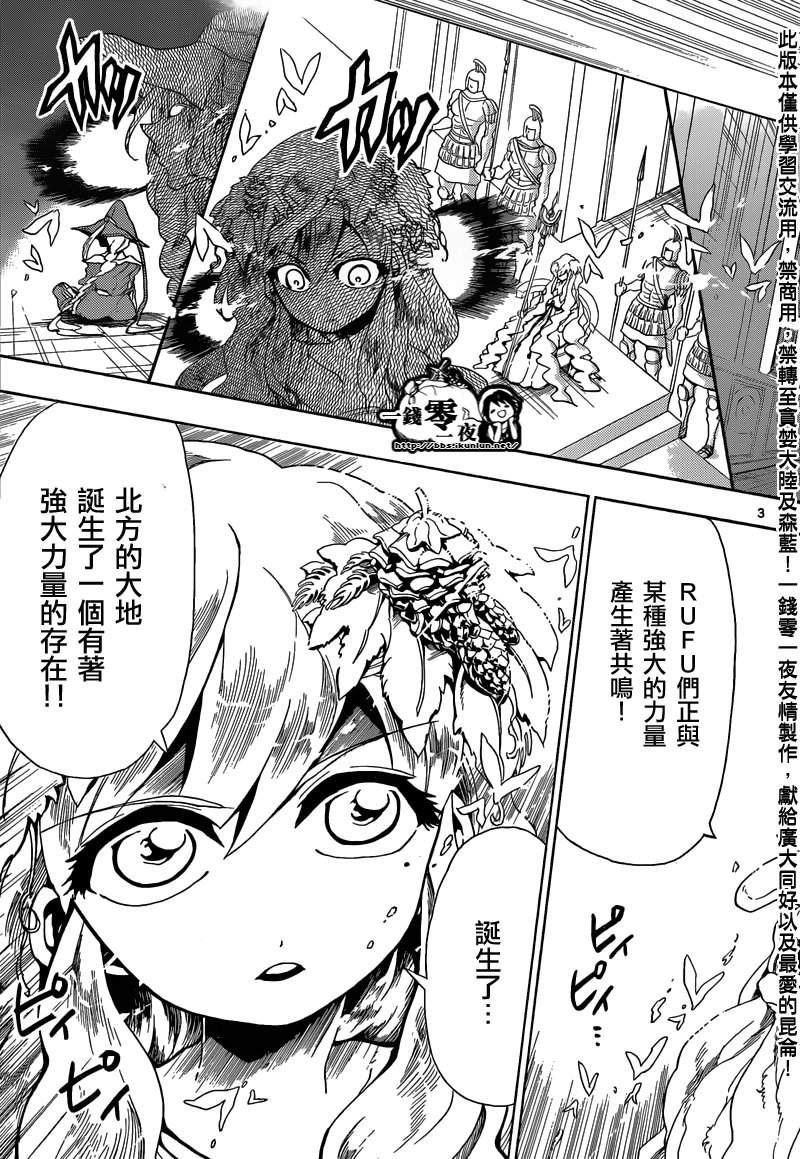 カッ
カッ
一錢零一夜
http://bbs.ikunlun.net/
3
RUFU們正與
某種強大的力量
產生著共鳴！
ピィ
ピィ…
誕生了…
北方的大地
誕生了一個有著
強大力量的存在!!
ピィ
ピィ
此版本僅供學習交流用，禁商用，禁轉至貪婪大陸及森藍！一錢零一夜友情製作，獻給廣大同好以及最愛的昆侖！